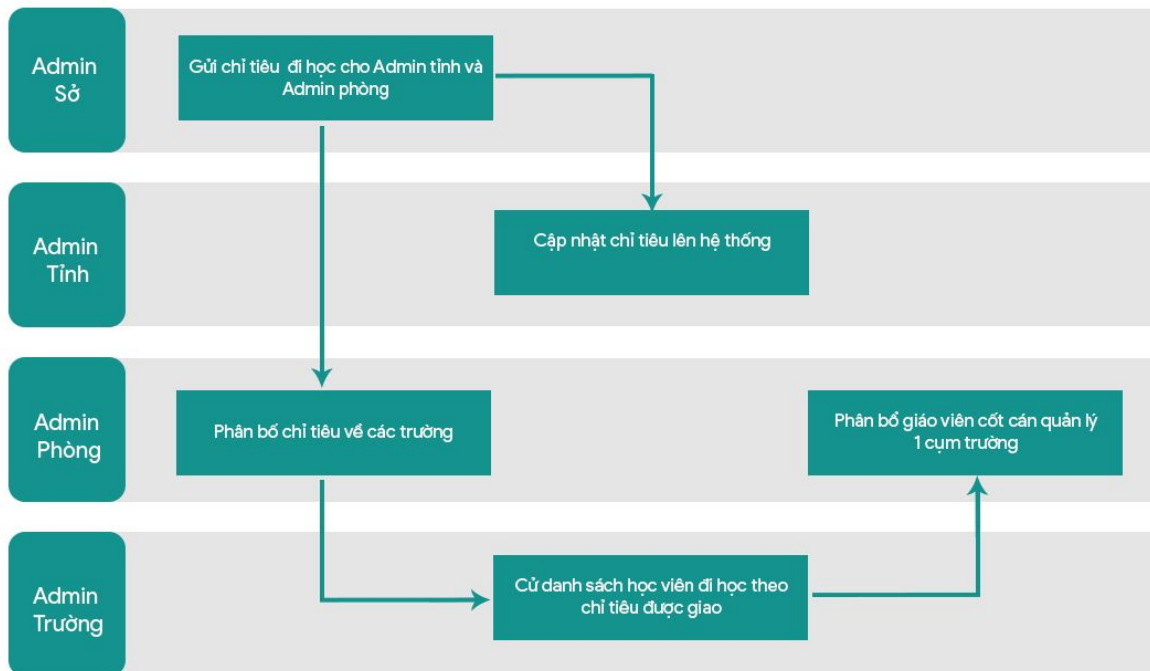 Admin
Sở
Gửi chỉ tiêu đi học cho Admin tỉnh và
Admin phòng
Admin
Tỉnh
Cập nhật chỉ tiêu lên hệ thống
Admin
Phòng
Phân bố chỉ tiêu về các trường
Phân bổ giáo viên cốt cán quản lý
1 cụm trường
Admin
Trường
Cử danh sách học viên đi học theo
chỉ tiêu được giao